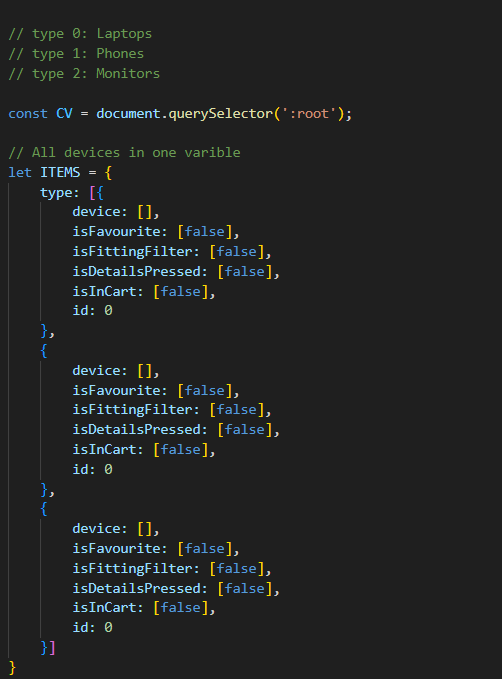 // type 0: Laptops
// type 1: Phones
// type 2: Monitors
const CV = document.querySelector(':root');
// All devices in one varible
let ITEMS = {
type: [{
device: [],
isFavourite: [false],
isFittingFilter: [false],
isDetailsPressed: [false],
isInCart: [false],
id: 0
},
{
device: [],
isFavourite: [false],
isFittingFilter: [false],
isDetailsPressed: [false],
isInCart: [false],
id: 0
},
{
device: [],
isFavourite: [false],
isFittingFilter: [false],
isDetailsPressed: [false],
isInCart: [false],
id: 0
}]
}